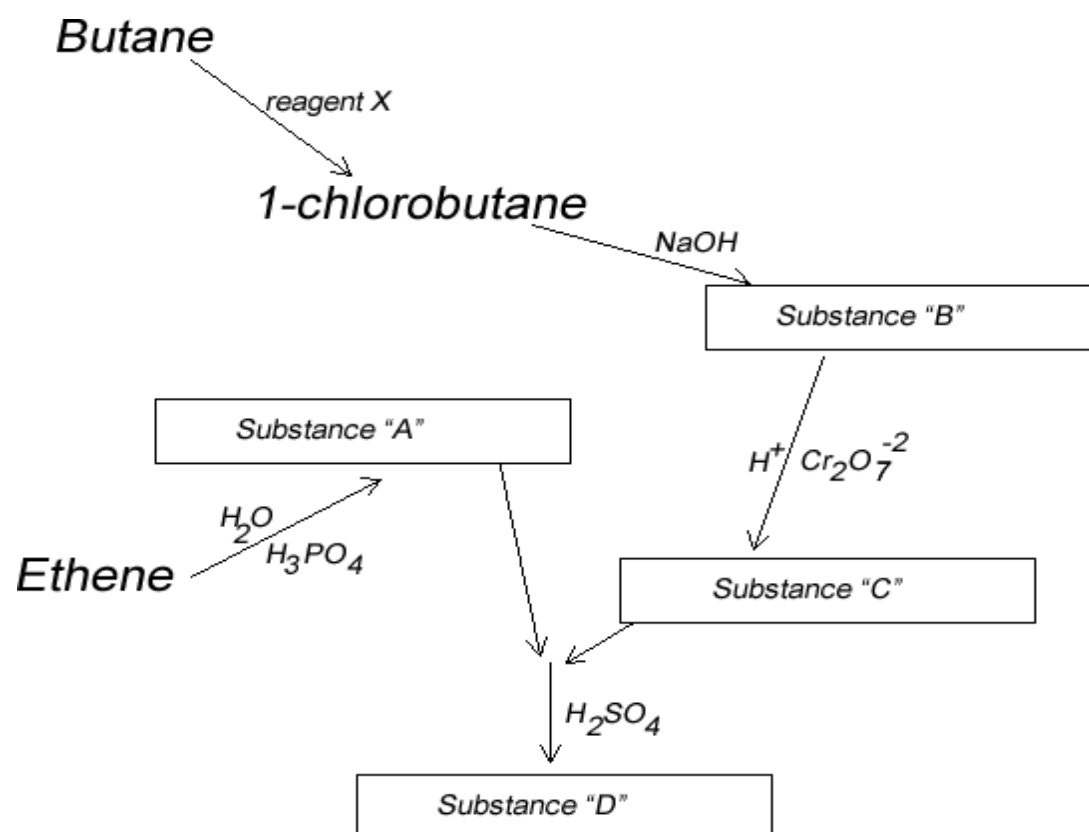 Butane
reagent X
1-chlorobutane
NaOH
Substance “B”
Substance “A”
H⁺ Cr₂O₇⁻²
H₂O
H₃PO₄
Ethene
Substance “C”
H₂SO₄
Substance “D”